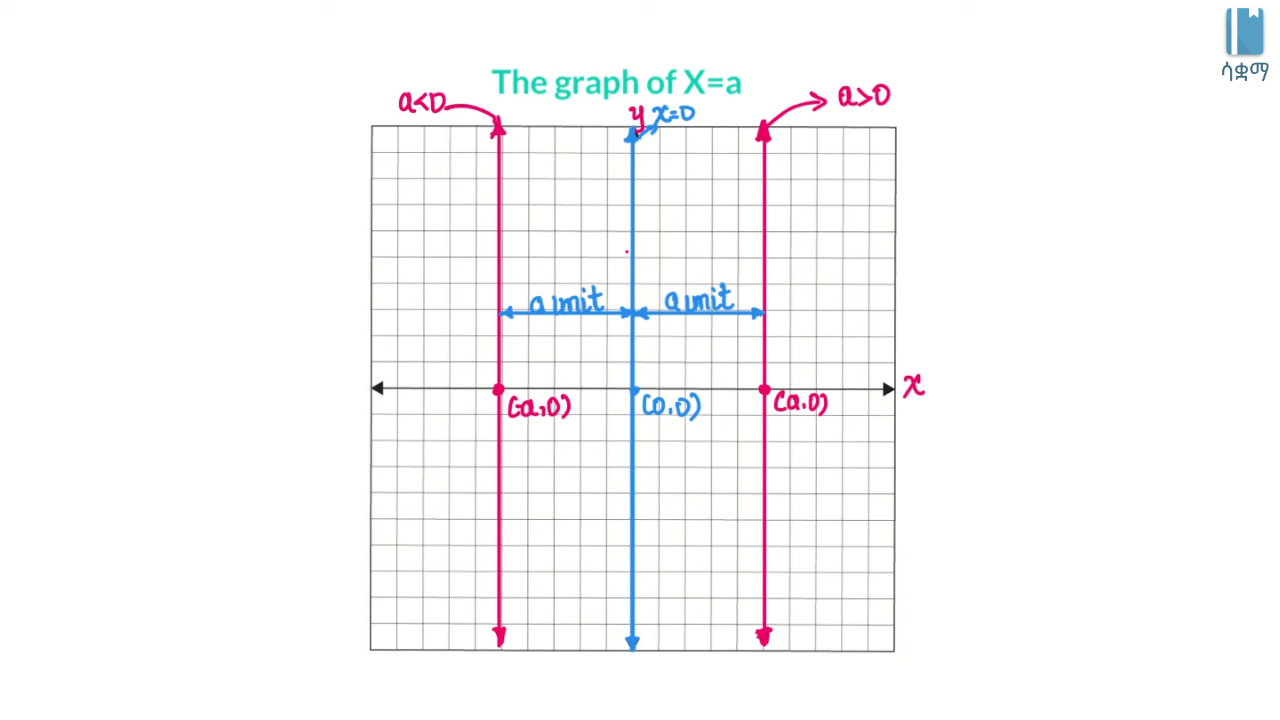 ሳቋማ
The graph of X=a
a<0
y
x=0
a>0
a unit
a unit
x
(-a,0)
(0,0)
(a,0)